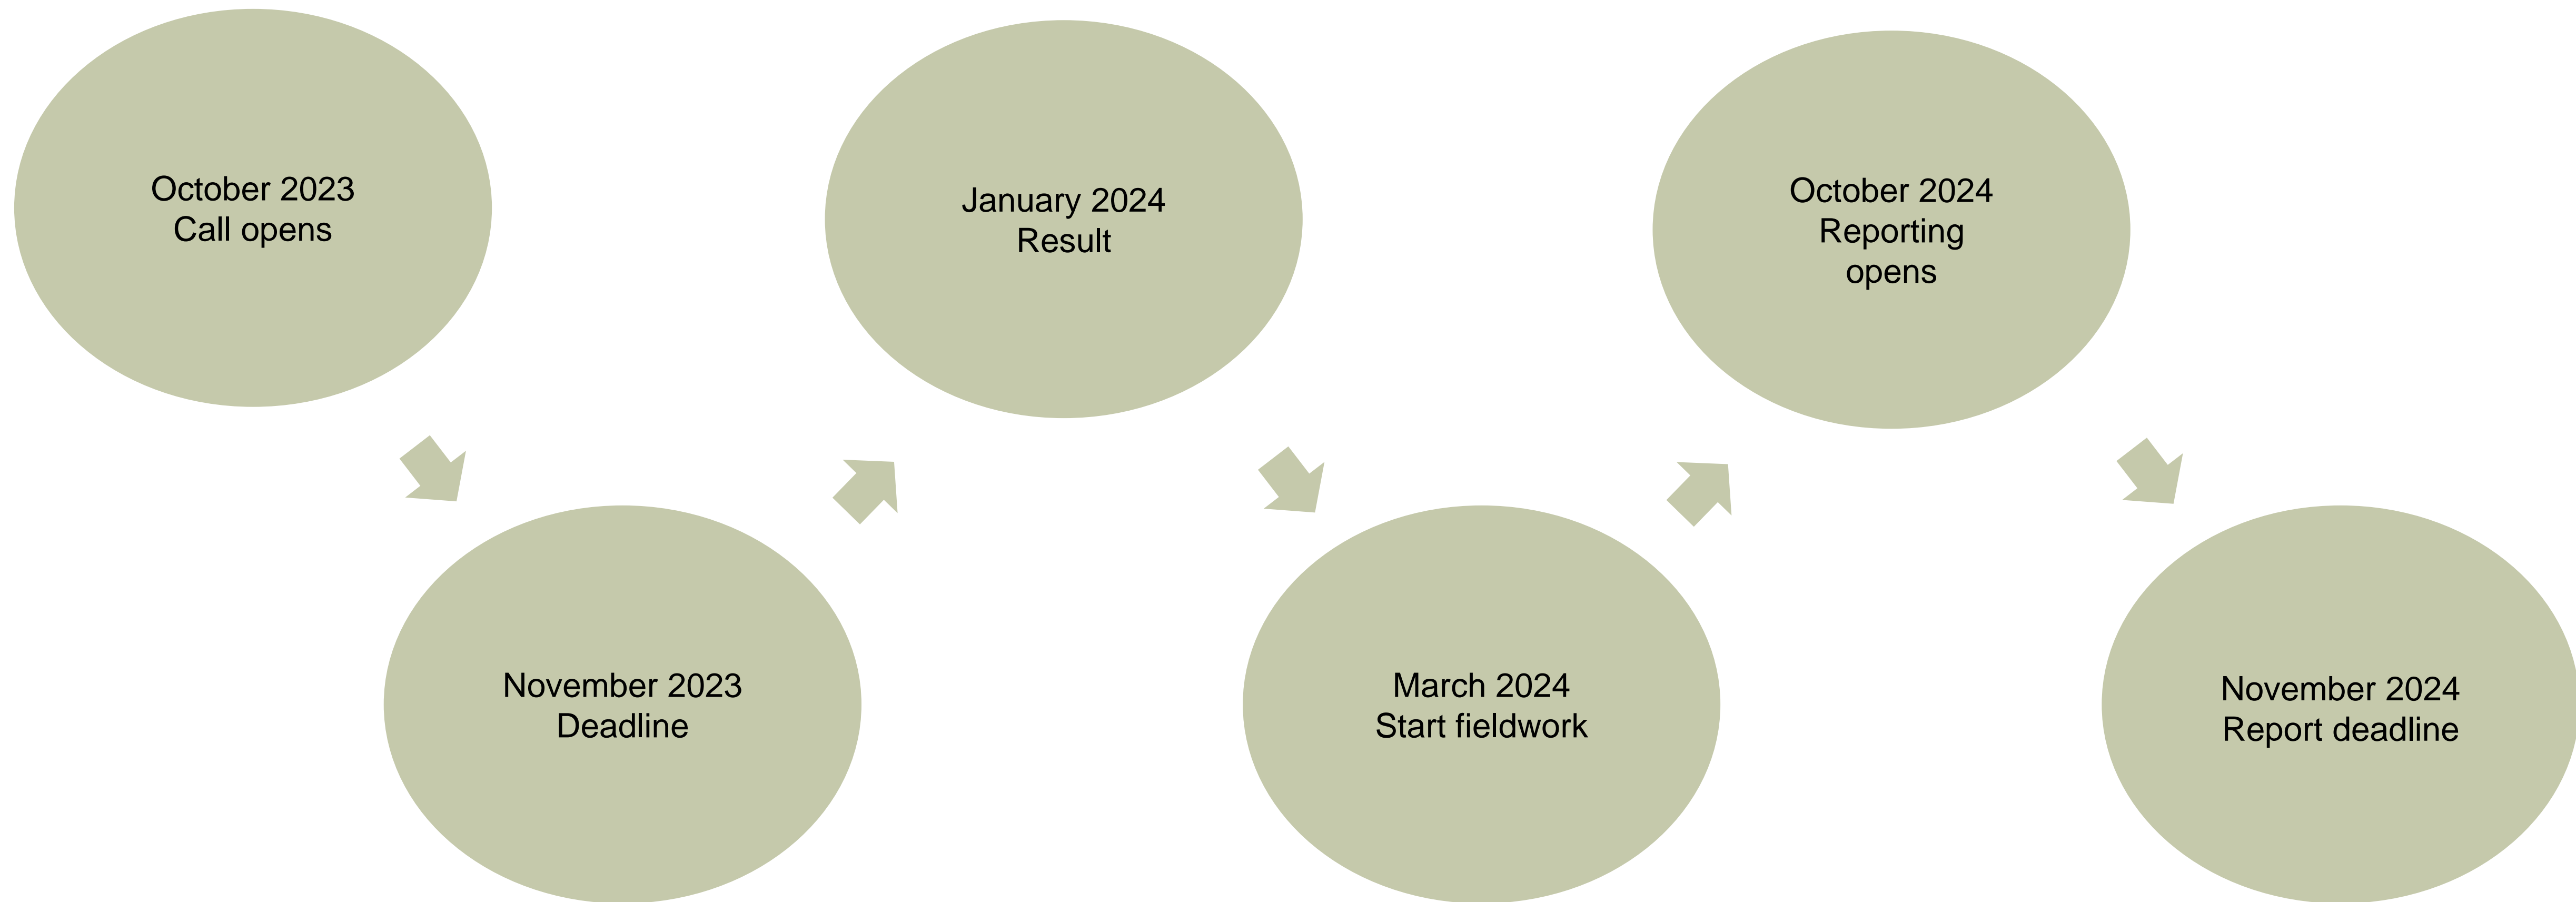 October 2023
Call opens
November 2023
Deadline
January 2024
Result
March 2024
Start fieldwork
October 2024
Reporting
opens
November 2024
Report deadline